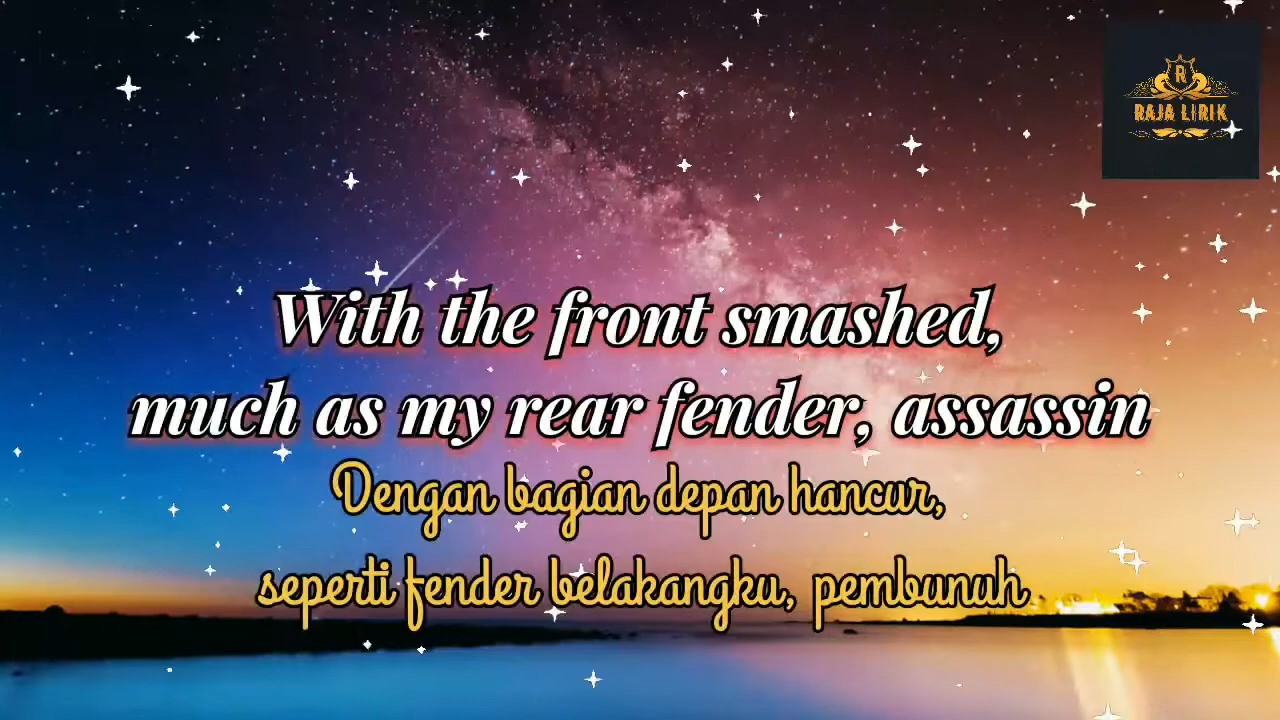 R
RAJA LIRIK
With the front smashed,
much as my rear fender, assassin
Dengan bagian depan hancur,
seperti fender belakangku, pembunuh